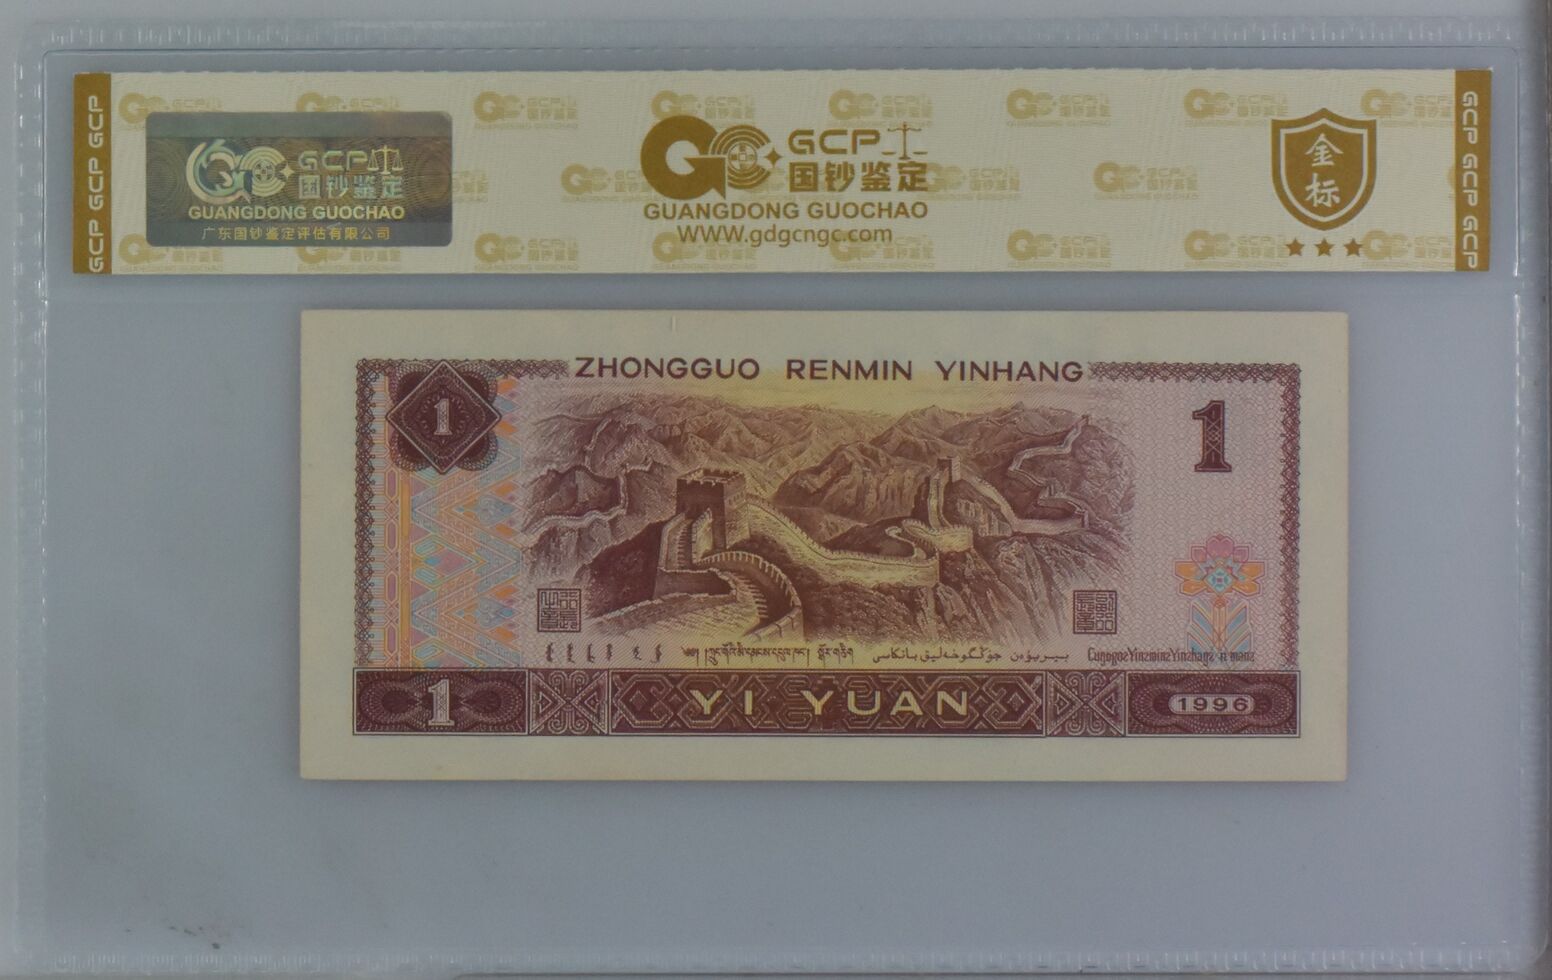 GCP GCP GCP
GCP
国钞鉴定
GUANGDONG GUOCHAO
广东国钞鉴定评估有限公司
GCP
国钞鉴定
GUANGDONG GUOCHAO
WWW.gdgcngc.com
金标
GCP GCP GCP
ZHONGGUO RENMIN YINHANG
1
1
1
YI YUAN
1996